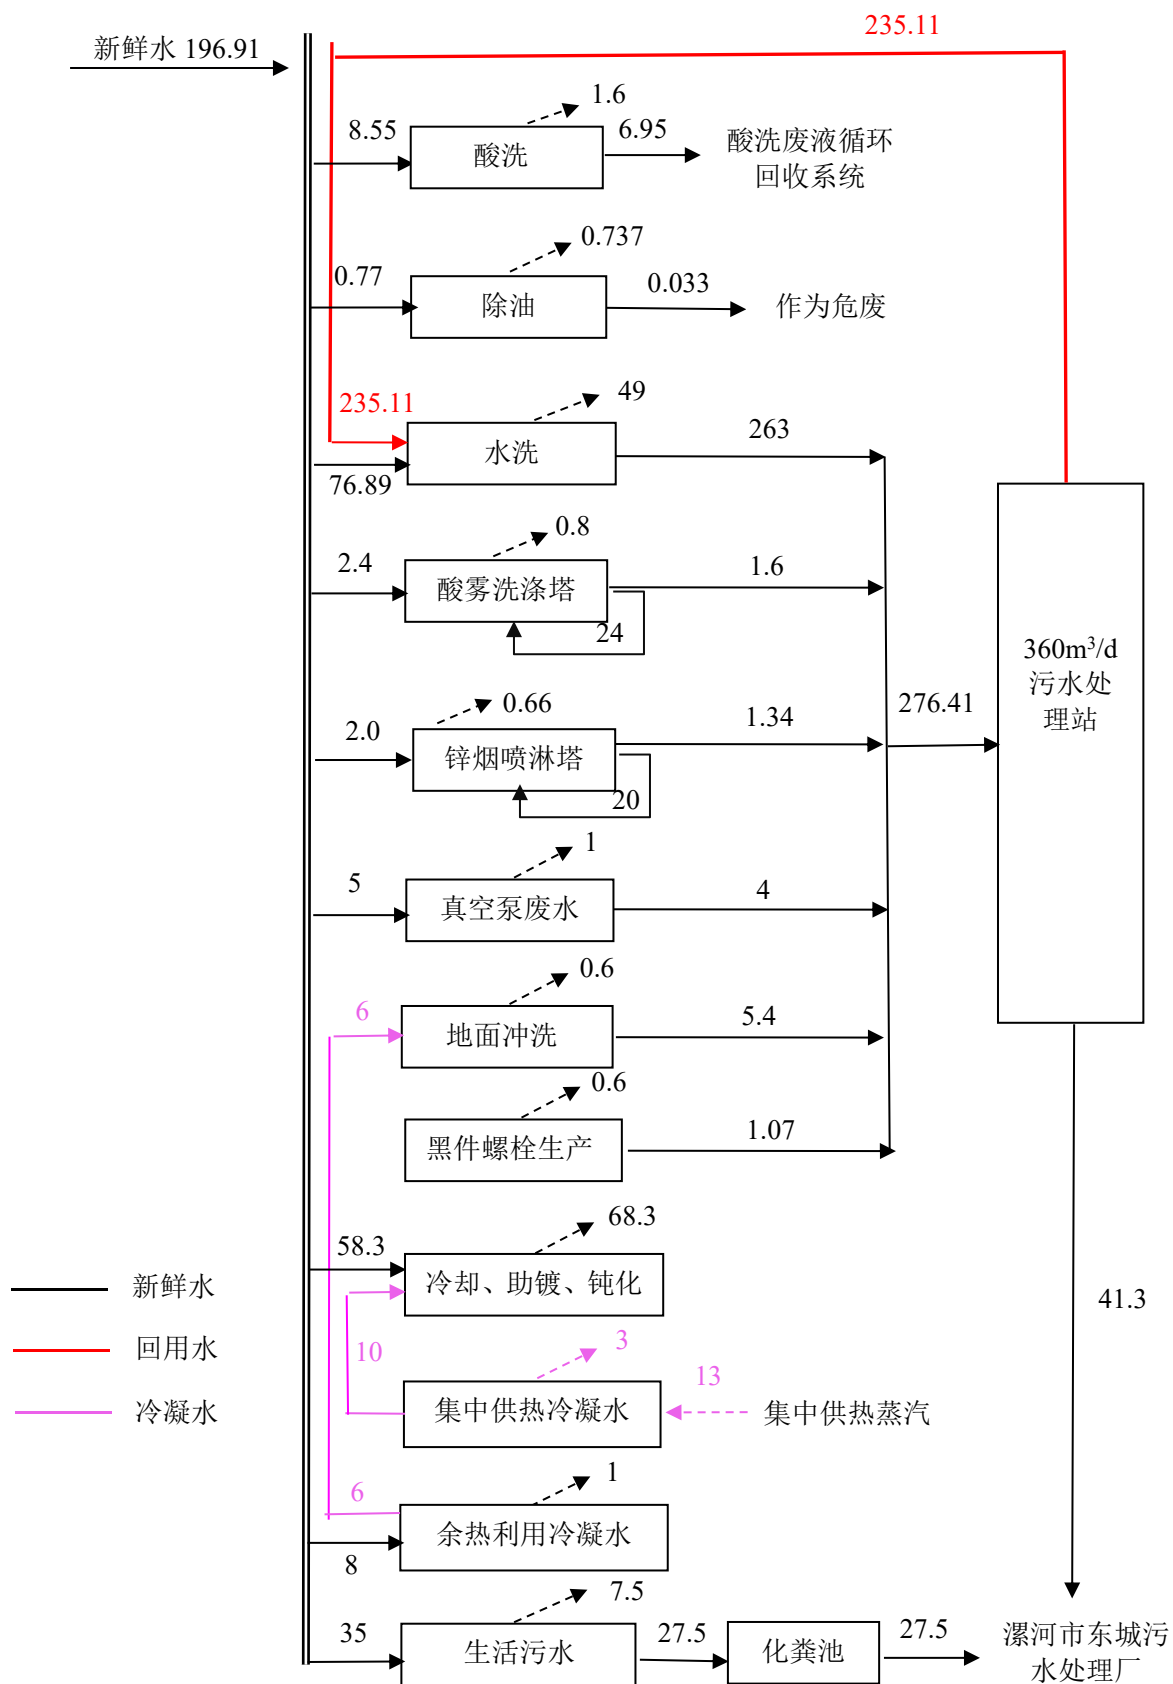 235.11
新鲜水 196.91
1.6
8.55
酸洗
6.95
酸洗废液循环
回收系统
0.737
0.77
除油
0.033
作为危废
49
235.11
水洗
263
76.89
0.8
2.4
酸雾洗涤塔
1.6
24
360m³/d
污水处
理站
0.66
2.0
锌烟喷淋塔
1.34
276.41
20
1
5
真空泵废水
4
0.6
6
地面冲洗
5.4
0.6
黑件螺栓生产
1.07
68.3
58.3
冷却、助镀、钝化
新鲜水
41.3
回用水
10
3
13
冷凝水
集中供热冷凝水
集中供热蒸汽
1
6
余热利用冷凝水
8
7.5
35
生活污水
27.5
化粪池
27.5
漯河市东城污
水处理厂